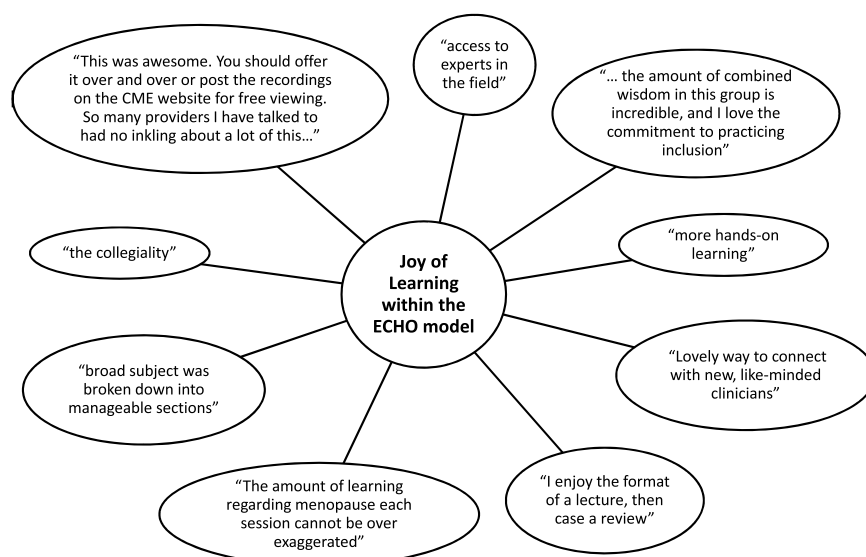 “This was awesome. You should offer
it over and over or post the recordings
on the CME website for free viewing.
So many providers I have talked to
had no inkling about a lot of this…”
“access to
experts in
the field”
“… the amount of combined
wisdom in this group is
incredible, and I love the
commitment to practicing
inclusion”
“the collegiality”
Joy of
Learning
within the
ECHO model
“more hands-on
learning”
“broad subject was
broken down into
manageable sections”
“Lovely way to connect
with new, like-minded
clinicians”
“The amount of learning
regarding menopause each
session cannot be over
exaggerated”
“I enjoy the format
of a lecture, then
case a review”